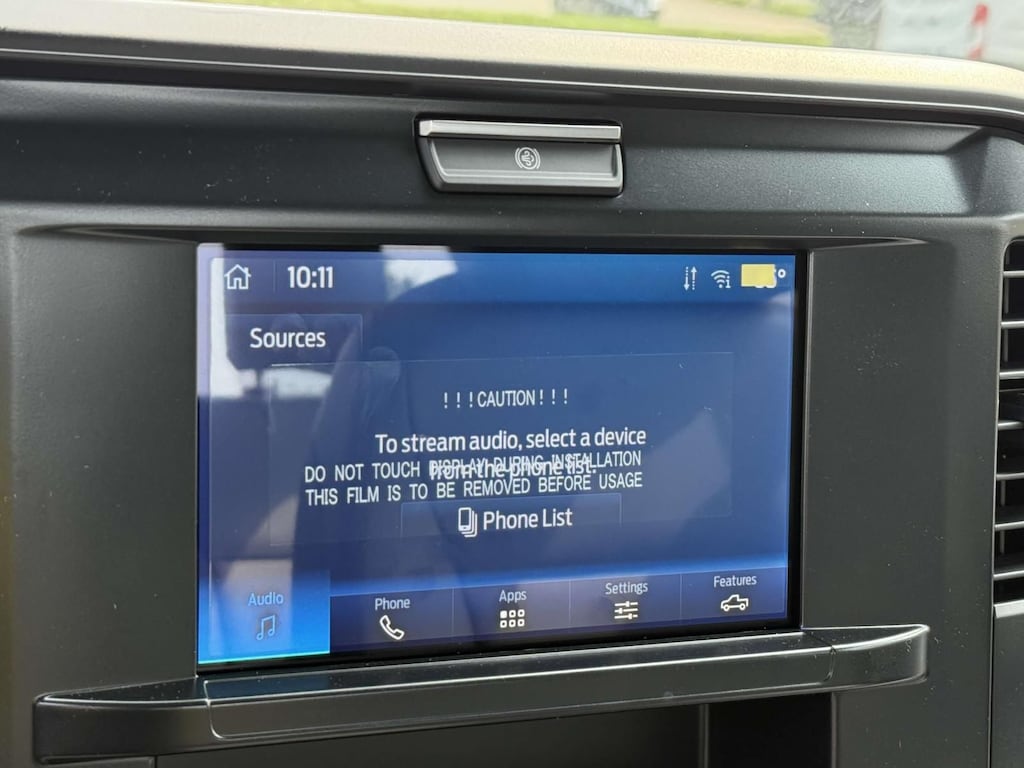 10:11
Sources
! ! ! CAUTION ! ! !
To stream audio, select a device
from the phone list.
DO NOT TOUCH DISPLAY DURING INSTALLATION
THIS FILM IS TO BE REMOVED BEFORE USAGE
Phone List
Audio
Phone
Apps
Settings
Features